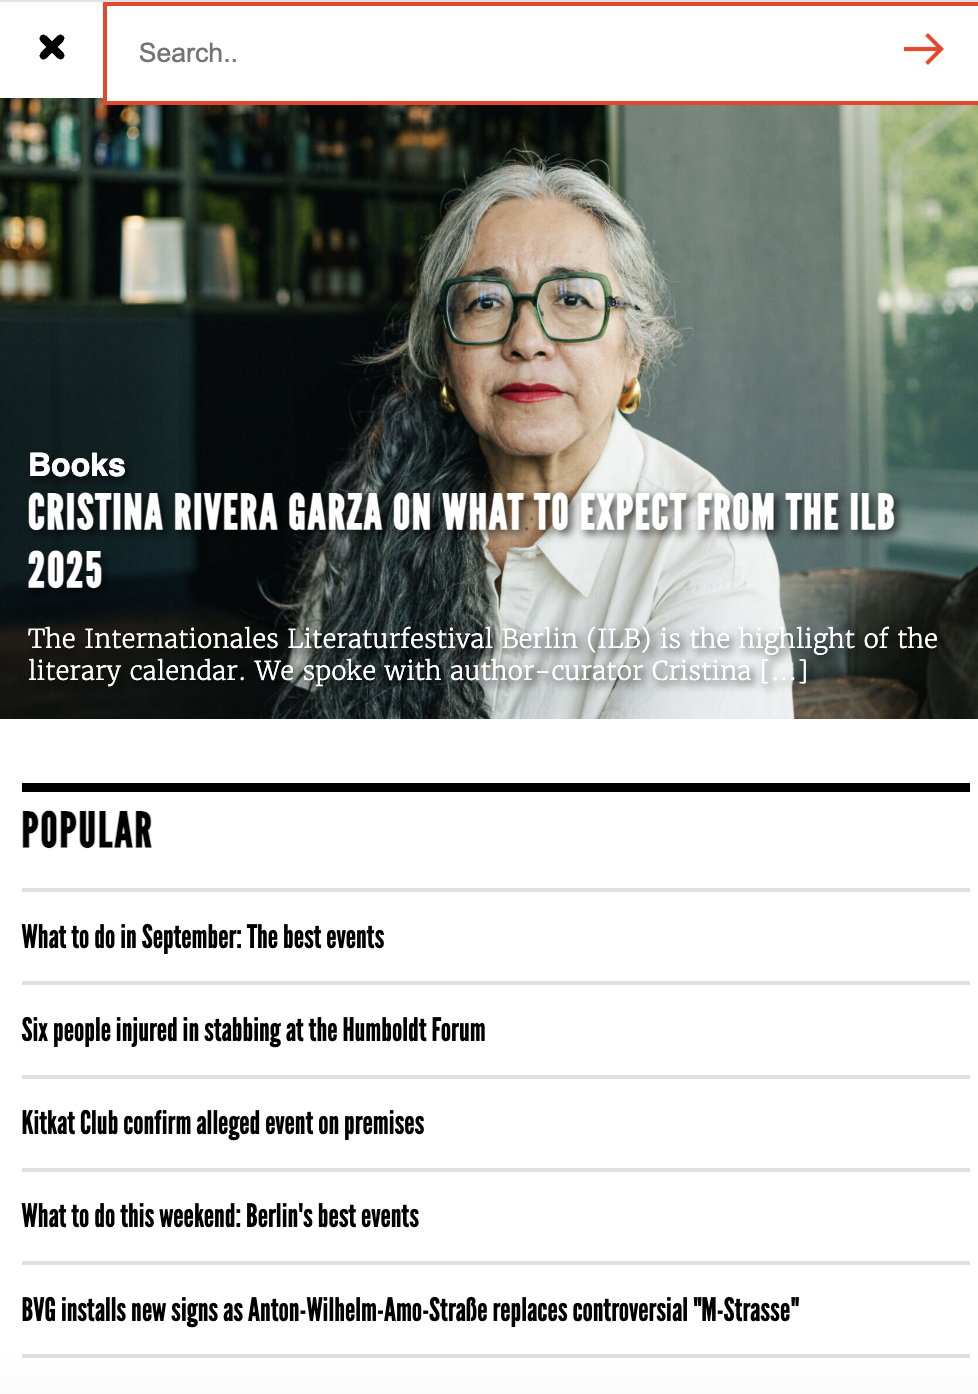 Search..
Books
CRISTINA RIVERA GARZA ON WHAT TO EXPECT FROM THE ILB
2025
The Internationales Literaturfestival Berlin (ILB) is the highlight of the
literary calendar. We spoke with author-curator Cristina [...]
POPULAR
What to do in September: The best events
Six people injured in stabbing at the Humboldt Forum
Kitkat Club confirm alleged event on premises
What to do this weekend: Berlin's best events
BVG installs new signs as Anton-Wilhelm-Amo-Straße replaces controversial "M-Strasse"